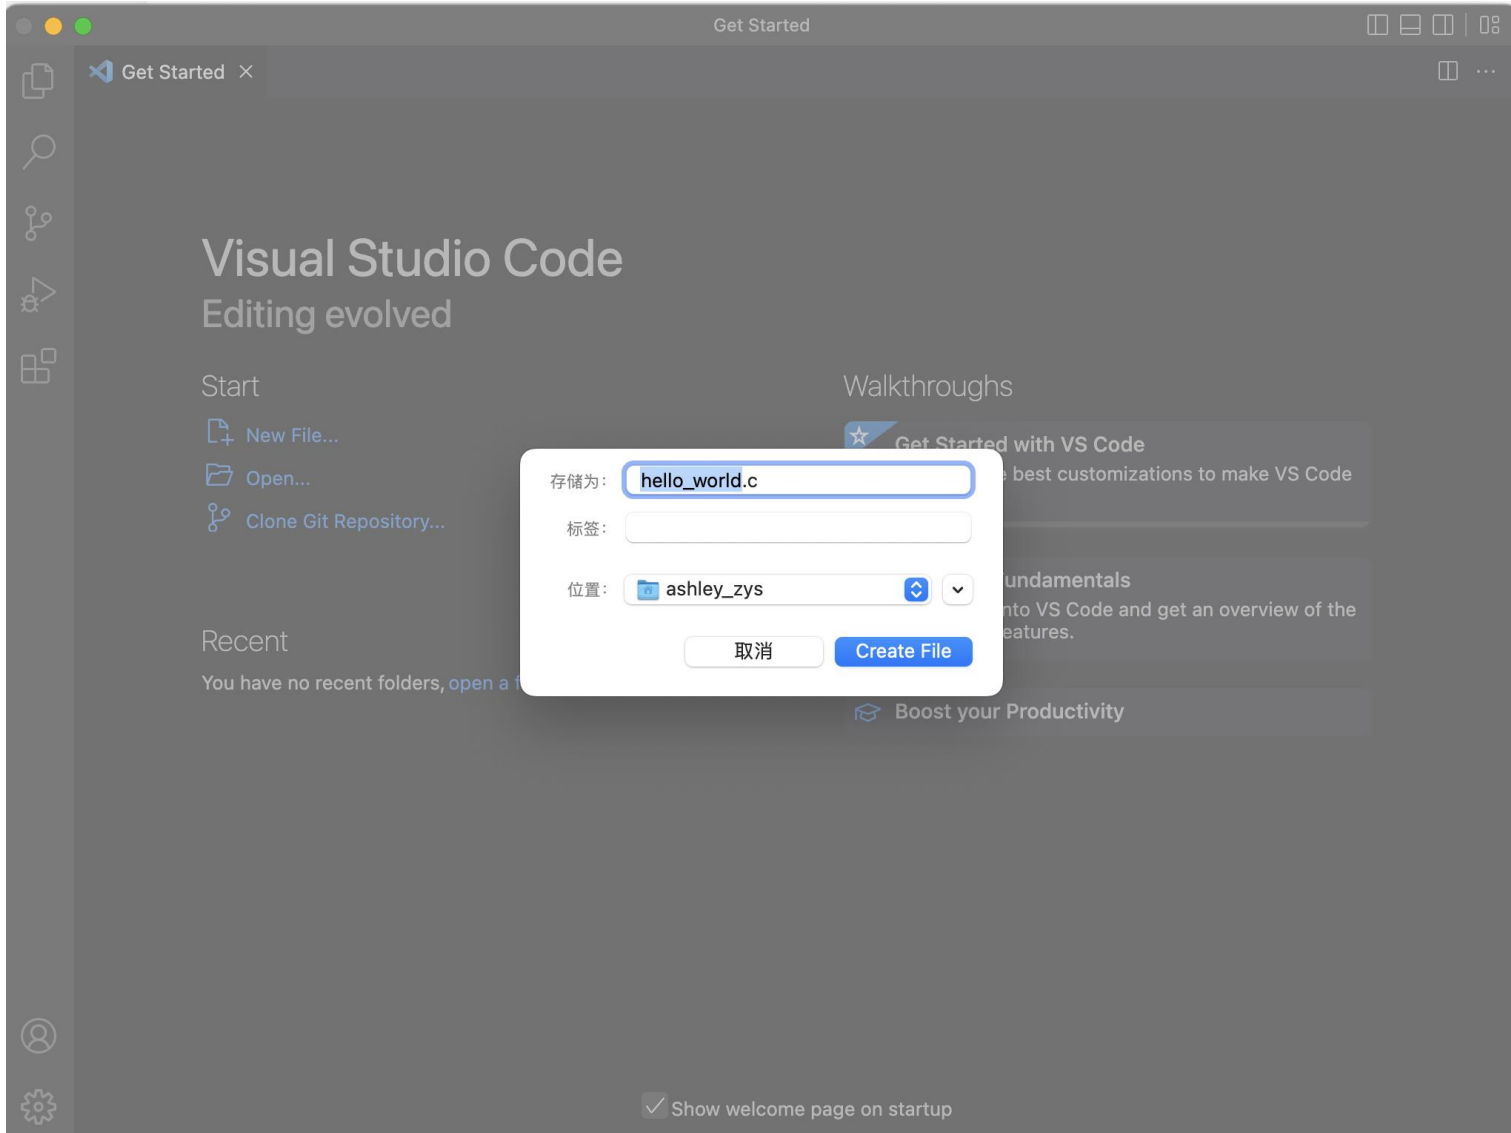 Get Started
Get Started
Visual Studio Code
Editing evolved
Start
New File...
Open...
Clone Git Repository...
Recent
You have no recent folders, open a f
Walkthroughs
Get Started with VS Code
best customizations to make VS Code
undamentals
nto VS Code and get an overview of the
eatures.
Boost your Productivity
存储为:
hello_world.c
标签:
位置:
ashley_zys
取消
Create File
Show welcome page on startup